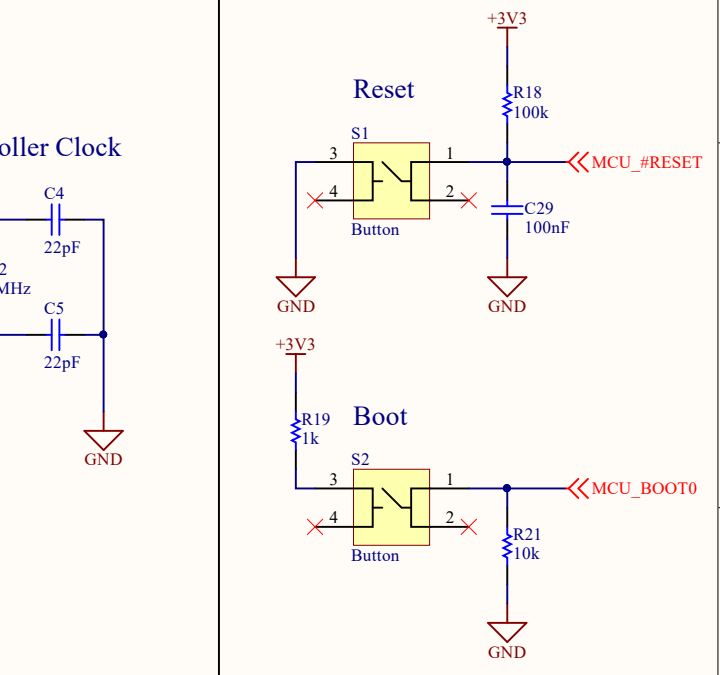 oller Clock
C4
22pF
2
MHz
C5
22pF
GND
Reset
+3V3
R18
100k
S1
3
1
4
2
Button
MCU_#RESET
C29
100nF
GND
GND
+3V3
R19
1k
Boot
S2
3
1
4
2
Button
MCU_BOOT0
R21
10k
GND